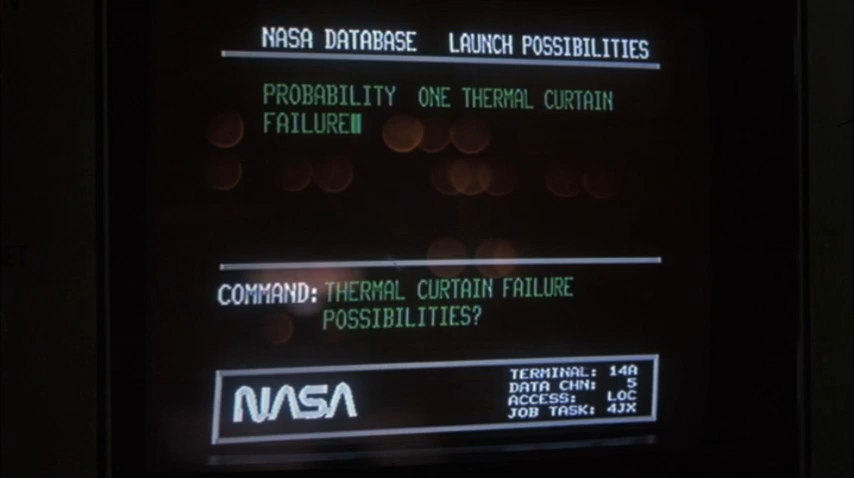 NASA DATABASE LAUNCH POSSIBILITIES
PROBABILITY ONE THERMAL CURTAIN
FAILURE
COMMAND: THERMAL CURTAIN FAILURE
POSSIBILITIES?
NASA
TERMINAL: 14A
DATA CHN: 5
ACCESS: LOC
JOB TASK: 4JX